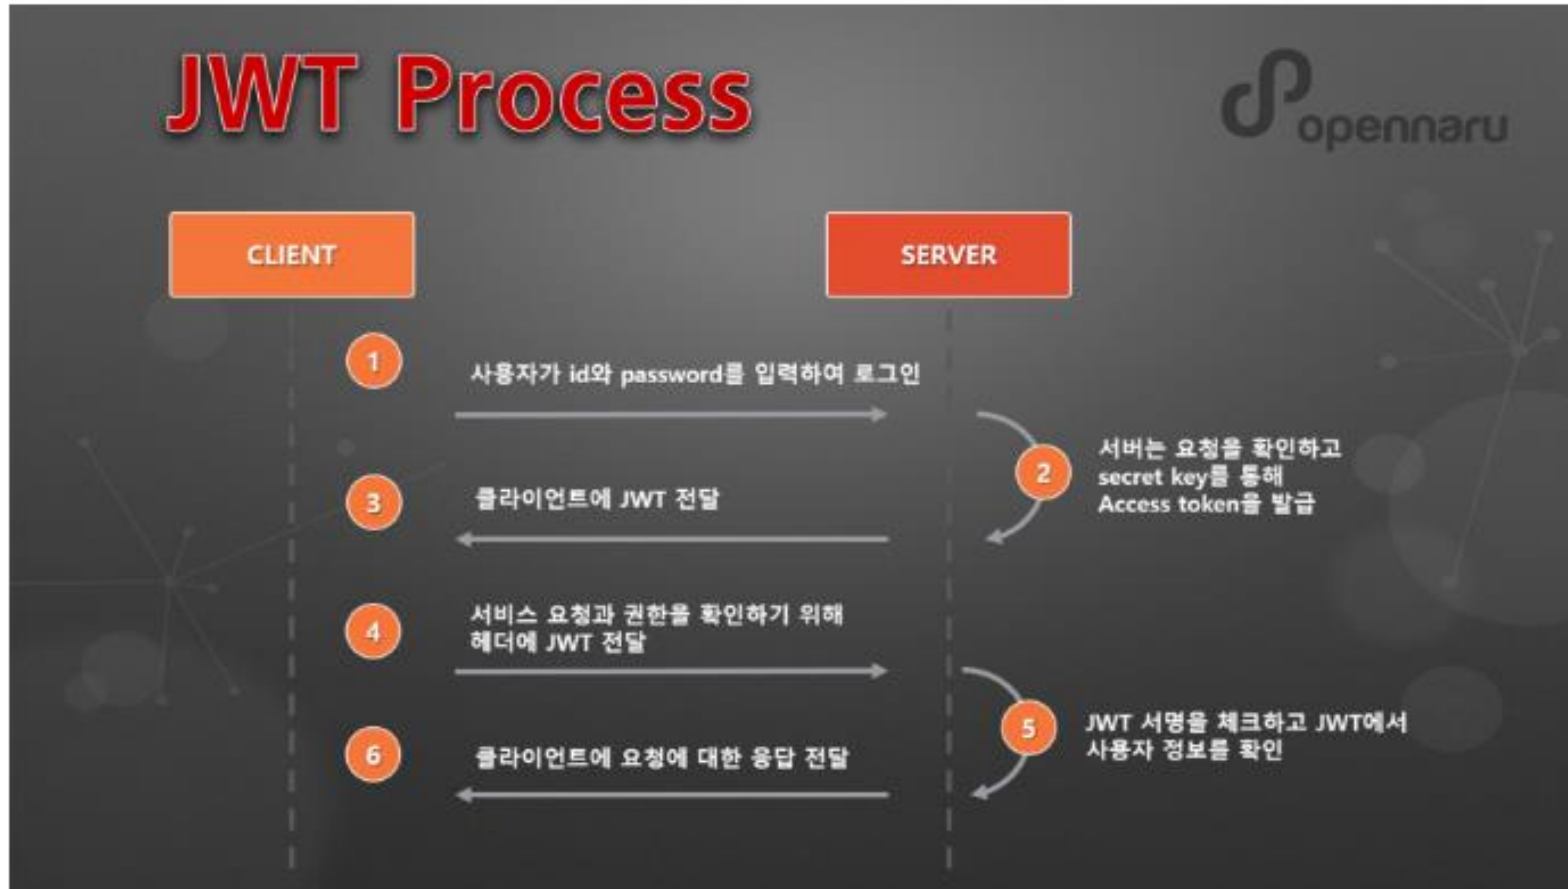 JWT Process
opennaru
CLIENT
SERVER
1
사용자가 id와 password를 입력하여 로그인
2
서버는 요청을 확인하고
secret key를 통해
Access token을 발급
3
클라이언트에 JWT 전달
4
서비스 요청과 권한을 확인하기 위해
헤더에 JWT 전달
5
JWT 서명을 체크하고 JWT에서
사용자 정보를 확인
6
클라이언트에 요청에 대한 응답 전달